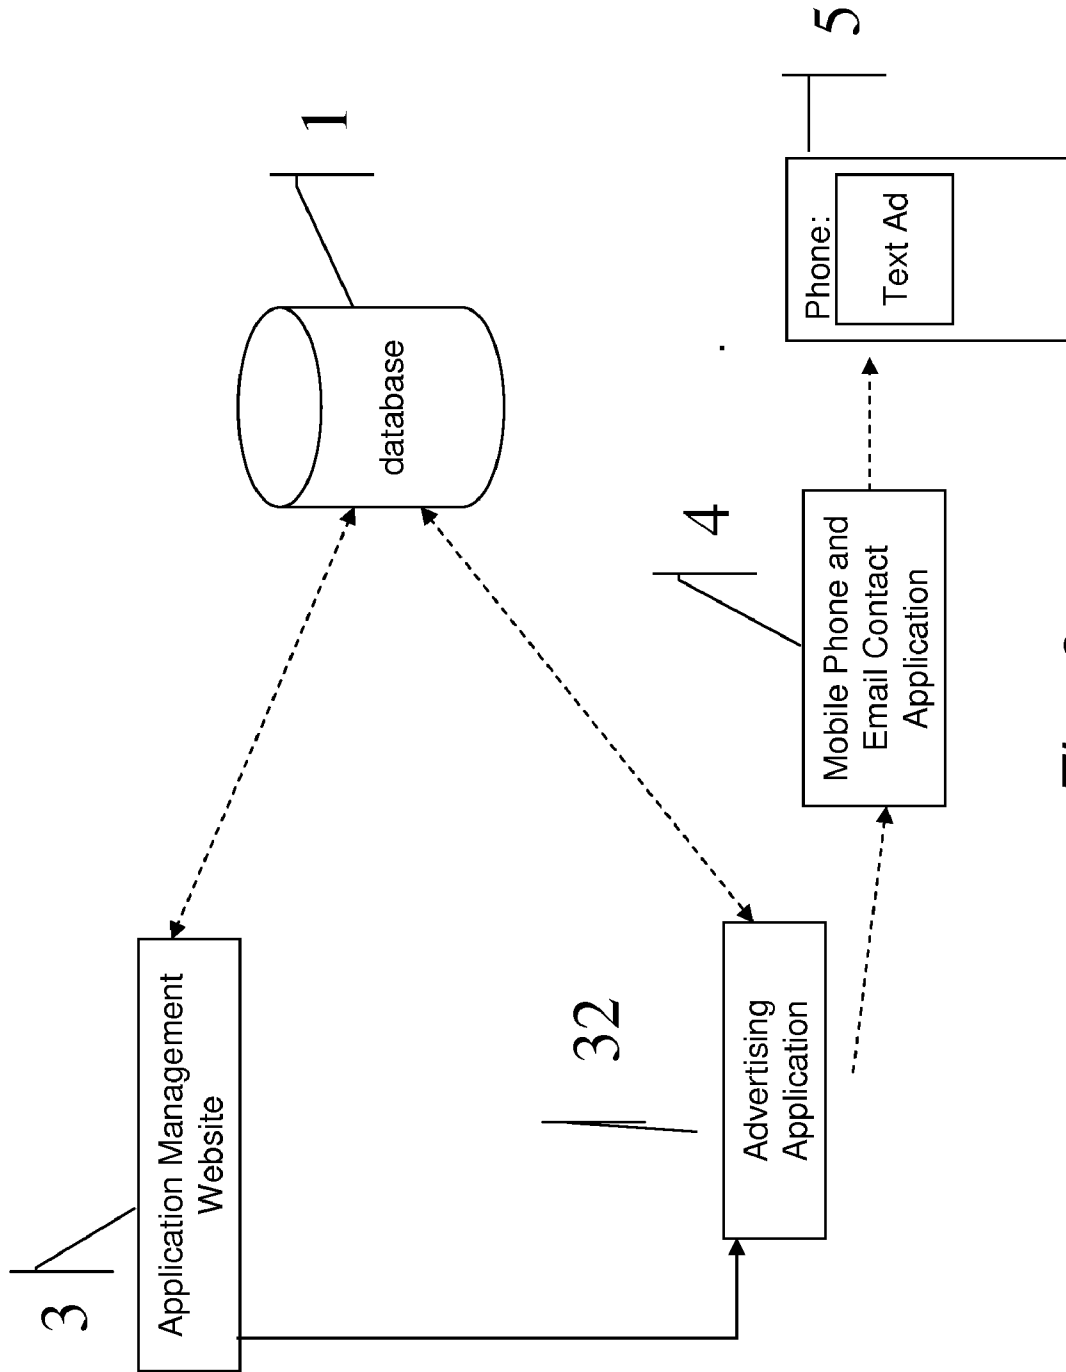 3
Application Management
Website
1
database
32
Advertising
Application
4
Mobile Phone and
Email Contact
Application
5
Phone:
Text Ad